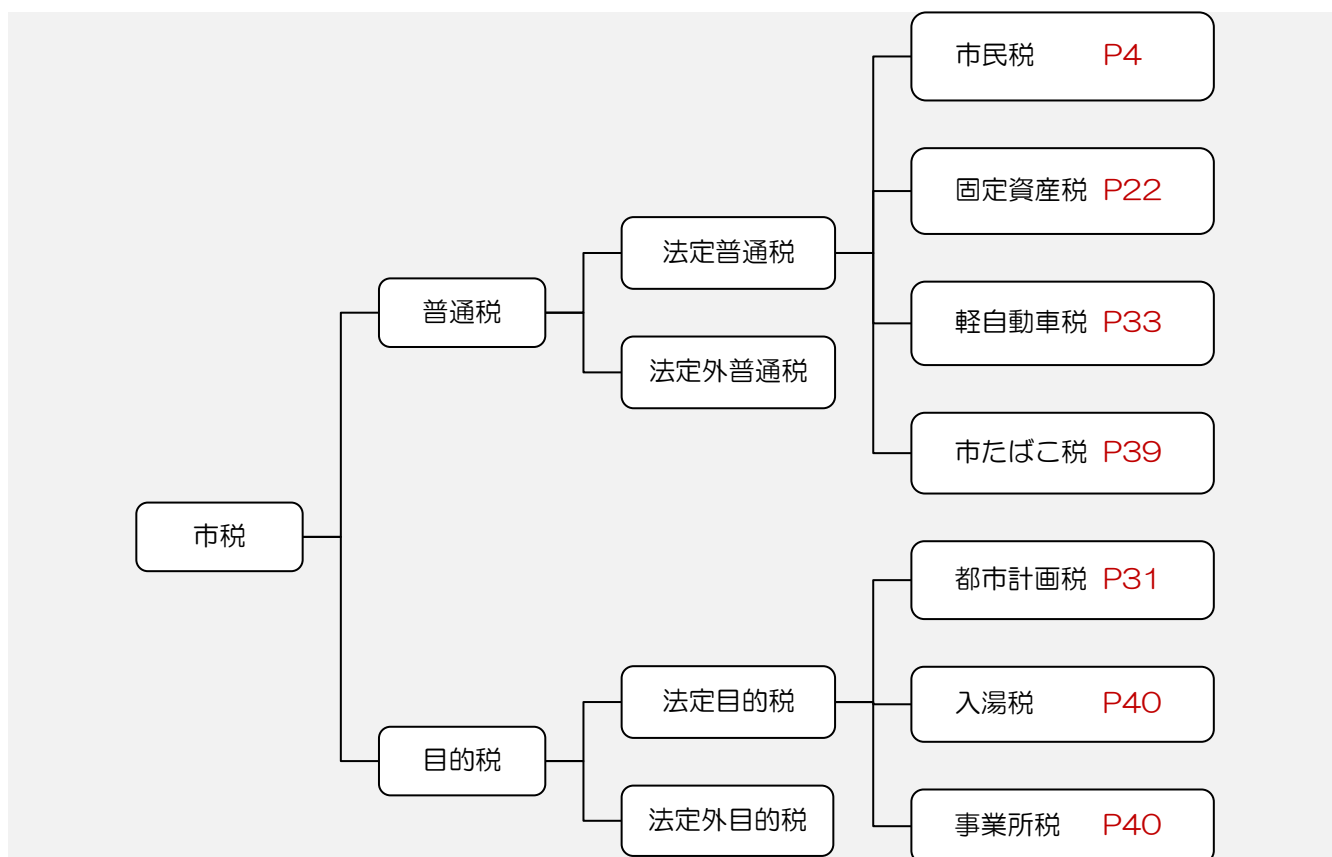 市民税 P4
固定資産税 P22
法定普通税
普通税
軽自動車税 P33
法定外普通税
市たばこ税 P39
市税
都市計画税 P31
法定目的税
入湯税 P40
目的税
法定外目的税
事業所税 P40